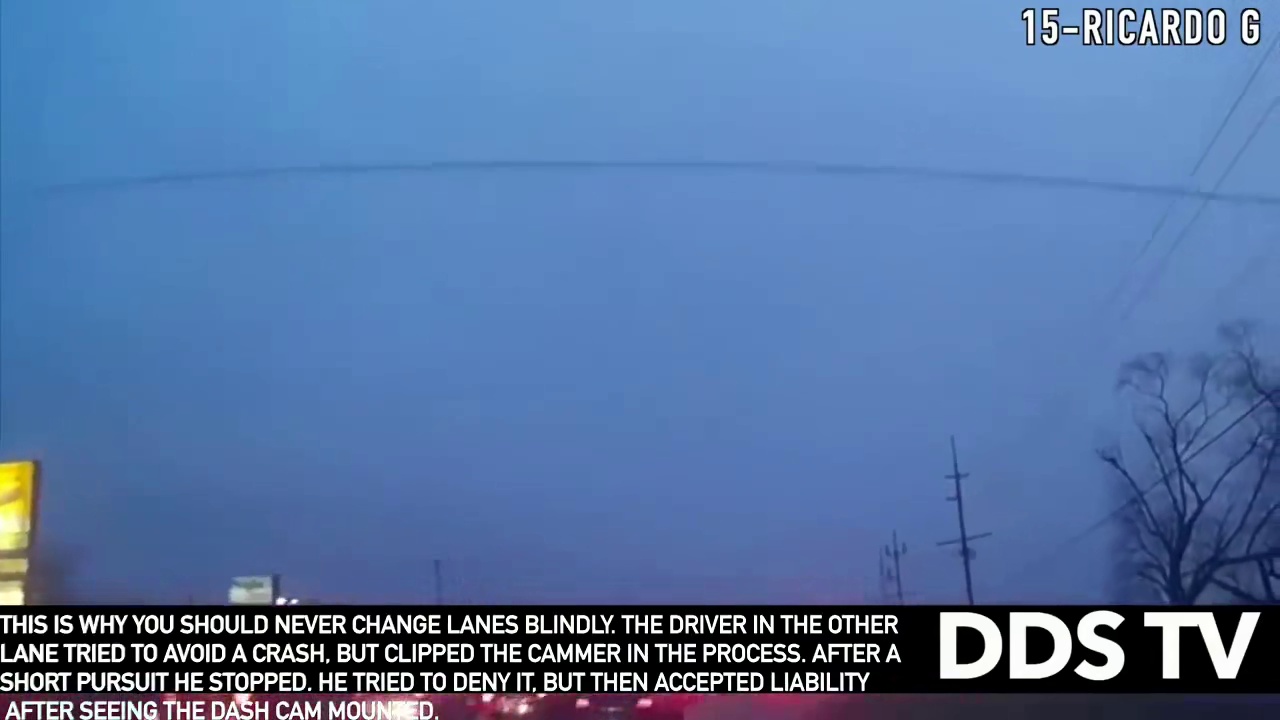 15-RICARDO G
THIS IS WHY YOU SHOULD NEVER CHANGE LANES BLINDLY. THE DRIVER IN THE OTHER
LANE TRIED TO AVOID A CRASH, BUT CLIPPED THE CAMMER IN THE PROCESS. AFTER A
SHORT PURSUIT HE STOPPED. HE TRIED TO DENY IT, BUT THEN ACCEPTED LIABILITY
AFTER SEEING THE DASH CAM MOUNTED.
DDS TV